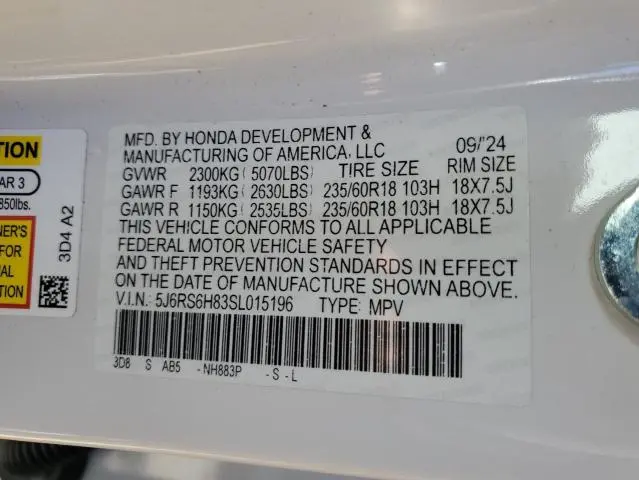 TION
AR 3
850lbs.
NER'S
FOR
NAL
ATION
3D4 A2
MFD. BY HONDA DEVELOPMENT &
MANUFACTURING OF AMERICA, LLC 09/'24
GVWR 2300KG ( 5070LBS) TIRE SIZE RIM SIZE
GAWR F 1193KG ( 2630LBS) 235/60R18 103H 18X7.5J
GAWR R 1150KG ( 2535LBS) 235/60R18 103H 18X7.5J
THIS VEHICLE CONFORMS TO ALL APPLICABLE
FEDERAL MOTOR VEHICLE SAFETY
AND THEFT PREVENTION STANDARDS IN EFFECT
ON THE DATE OF MANUFACTURE SHOWN ABOVE.
V.I.N.: 5J6RS6H83SL015196 TYPE: MPV
3D8 S AB5 -NH883P -S-L